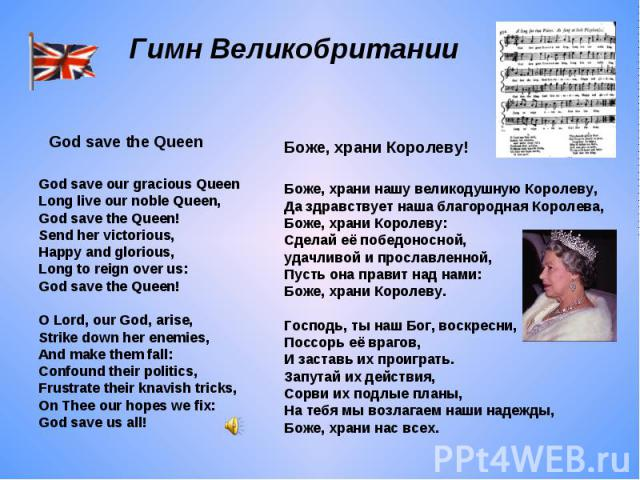 Гимн Великобритании
God save the Queen
God save our gracious Queen
Long live our noble Queen,
God save the Queen!
Send her victorious,
Happy and glorious,
Long to reign over us:
God save the Queen!
O Lord, our God, arise,
Strike down her enemies,
And make them fall:
Confound their politics,
Frustrate their knavish tricks,
On Thee our hopes we fix:
God save us all!
Боже, храни Королеву!
Боже, храни нашу великодушную Королеву,
Да здравствует наша благородная Королева,
Боже, храни Королеву:
Сделай её победоносной,
удачливой и прославленной,
Пусть она правит над нами:
Боже, храни Королеву.
Господь, ты наш Бог, воскресни,
Поссорь её врагов,
И заставь их проиграть.
Запутай их действия,
Сорви их подлые планы,
На тебя мы возлагаем наши надежды,
Боже, храни нас всех.
PPt4WEB.ru